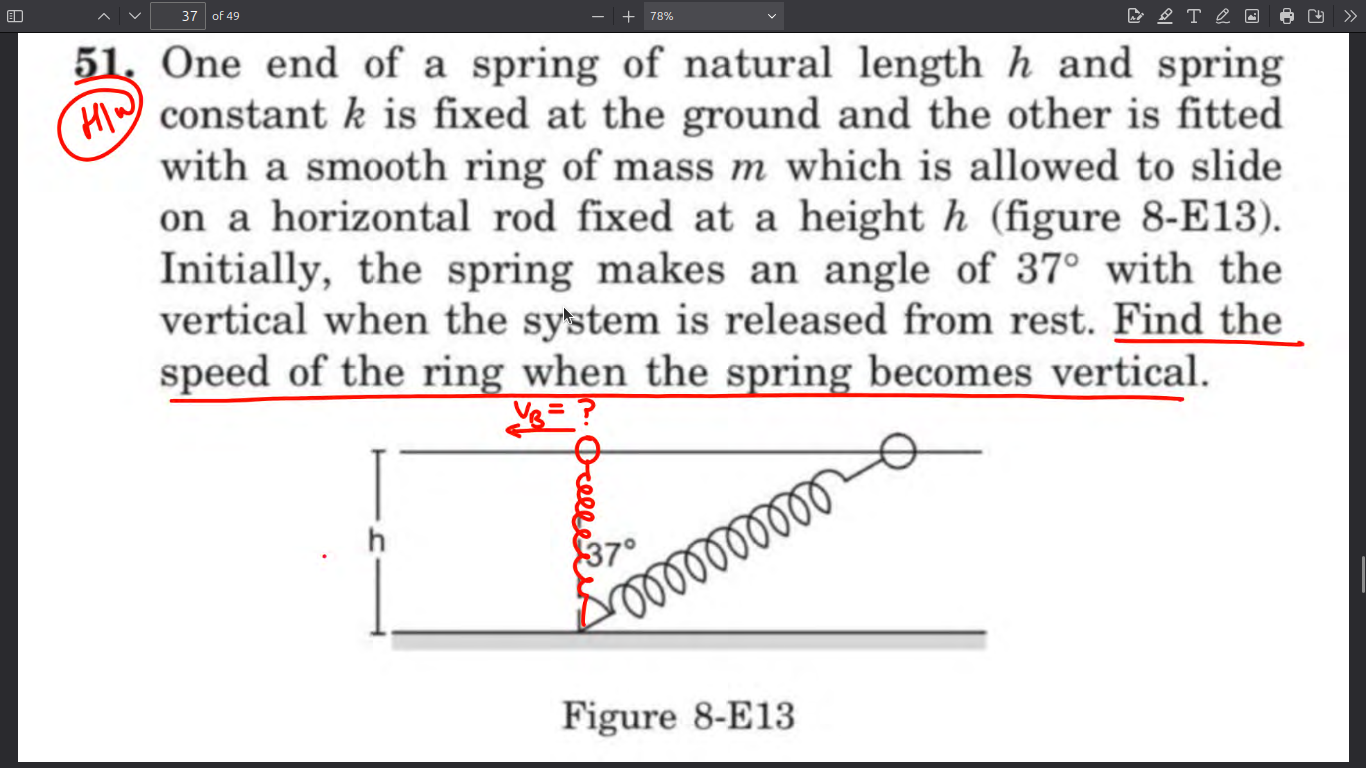 37 of 49 78%
51. One end of a spring of natural length h and spring
H/W
constant k is fixed at the ground and the other is fitted
with a smooth ring of mass m which is allowed to slide
on a horizontal rod fixed at a height h (figure 8-E13).
Initially, the spring makes an angle of 37° with the
vertical when the system is released from rest. Find the
speed of the ring when the spring becomes vertical.
V_B = ?
h
37°
Figure 8-E13